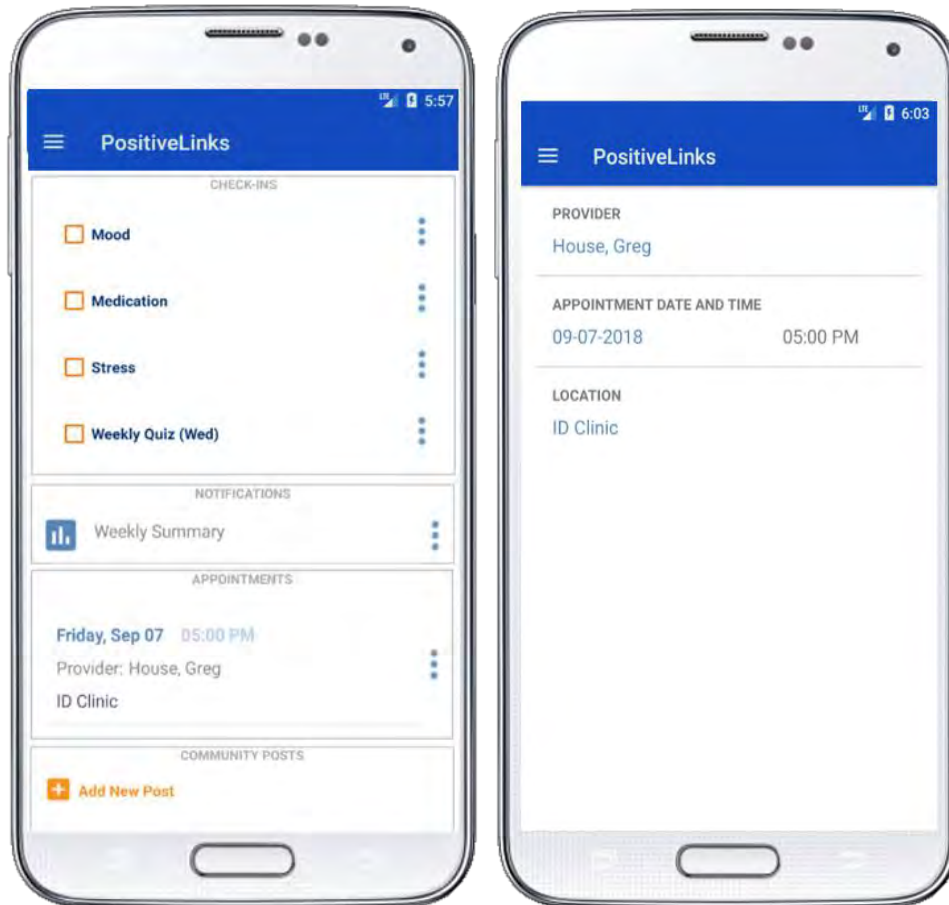 LTE 5:57
PositiveLinks
CHECK-INS
Mood
Medication
Stress
Weekly Quiz (Wed)
NOTIFICATIONS
Weekly Summary
APPOINTMENTS
Friday, Sep 07 05:00 PM
Provider: House, Greg
ID Clinic
COMMUNITY POSTS
Add New Post
LTE 6:03
PositiveLinks
PROVIDER
House, Greg
APPOINTMENT DATE AND TIME
09-07-2018 05:00 PM
LOCATION
ID Clinic